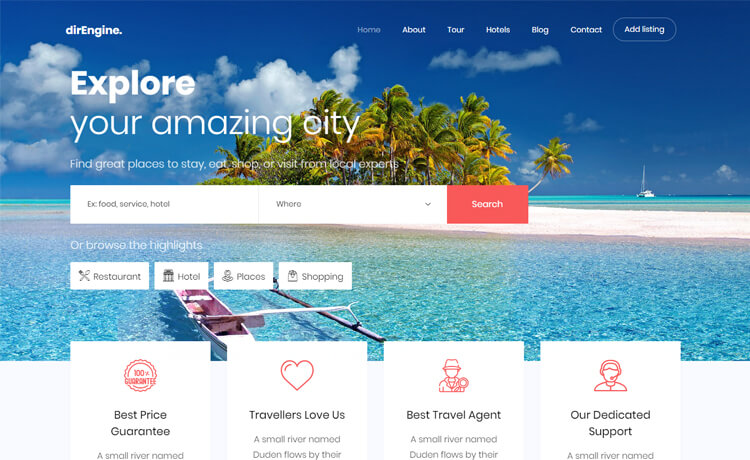 dirEngine.
Home About Tour Hotels Blog Contact Add listing
Explore
your amazing city
Find great places to stay, eat, shop, or visit from local experts
Ex: food, service, hotel Where Search
Or browse the highlights
Restaurant Hotel Places Shopping
100%
GUARANTEE
Best Price
Guarantee
A small river named
Travellers Love Us
A small river named
Duden flows by their
Best Travel Agent
A small river named
Duden flows by their
Our Dedicated
Support
A small river named